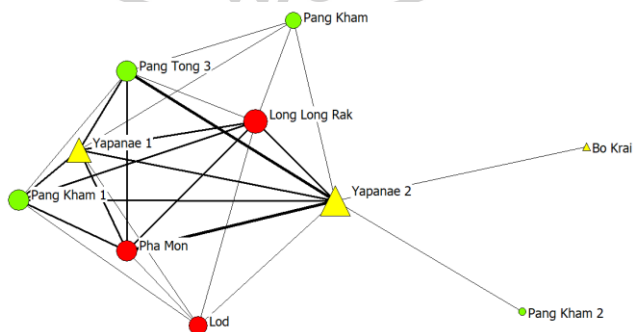 Pang Kham
Pang Tong 3
Long Long Rak
Yapanae 1
Bo Krai
Yapanae 2
Pang Kham 1
Pha Mon
Pang Kham 2
Lod